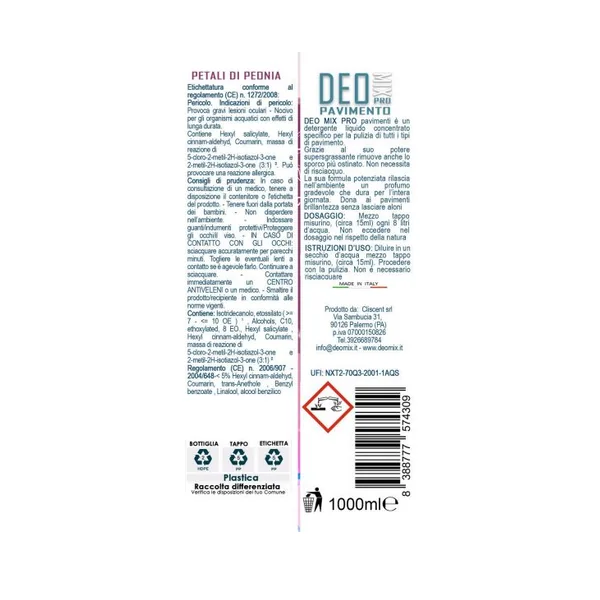 PETALI DI PEONIA
Etichettatura conforme al
regolamento (CE) n. 1272/2008:
Pericolo. Indicazioni di pericolo:
Provoca gravi lesioni oculari - Nocivo
per gli organismi acquatici con effetti di
lunga durata.
Contiene Hexyl salicylate, Hexyl
cinnam-aldehyd, Coumarin, massa di
reazione di
5-cloro-2-metil-2H-isotiazol-3-one e
2-metil-2H-isotiazol-3-one (3:1) ². Può
provocare una reazione allergica.
Consigli di prudenza: In caso di
consultazione di un medico, tenere a
disposizione il contenitore o l'etichetta
del prodotto. - Tenere fuori dalla portata
dei bambini. - Non disperdere
nell'ambiente. - Indossare
guanti/indumenti protettivi/Proteggere
gli occhi/il viso. - IN CASO DI
CONTATTO CON GLI OCCHI:
sciacquare accuratamente per parecchi
minuti. Togliere le eventuali lenti a
contatto se è agevole farlo. Continuare a
sciacquare. - Contattare
immediatamente un CENTRO
ANTIVELENI o un medico. - Smaltire il
prodotto/recipiente in conformità alle
norme vigenti.
Contiene: Isotridecanolo, etossilato ( >=
7 - <= 10 OE ) ¹ , Alcohols, C10,
ethoxylated, 8 EO., Hexyl salicylate ,
Hexyl cinnam-aldehyd, Coumarin,
massa di reazione di
5-cloro-2-metil-2H-isotiazol-3-one e
2-metil-2H-isotiazol-3-one (3:1) ²
Regolamento (CE) n. 2006/907 -
2004/648-< 5% Hexyl cinnam-aldehyd,
Coumarin, trans-Anethole , Benzyl
benzoate , Linalool, alcool benzilico
BOTTIGLIA TAPPO ETICHETTA
2 5 5
HDPE PP PP
Plastica
Raccolta differenziata
Verifica le disposizioni del tuo Comune
DEO MIX PRO
PAVIMENTO
DEO MIX PRO pavimenti è un
detergente liquido concentrato
specifico per la pulizia di tutti i tipi
di pavimento.
Grazie al suo potere
supersgrassante rimuove anche lo
sporco più ostinato. Non necessita
di risciacquo.
La sua formula potenziata rilascia
nell'ambiente un profumo
gradevole che dura per l'intera
giornata. Dona ai pavimenti
brillantezza senza lasciare aloni
DOSAGGIO: Mezzo tappo
misurino, (circa 15ml) ogni 8 litri
d'acqua. Non eccedere nel
dosaggio nel rispetto della natura
ISTRUZIONI D'USO: Diluire in un
secchio d'acqua mezzo tappo
misurino, (circa 15ml). Procedere
con la pulizia. Non è necessario
risciacquare
MADE IN ITALY
Prodotto da: Cliscent srl
Via Sambucia 31,
90126 Palermo (PA)
p.iva 07000150826
Tel.3926689784
info@deomix.it - www.deomix.it
UFI: NXT2-70Q3-2001-1AQS
8 388777 574309
1000ml℮